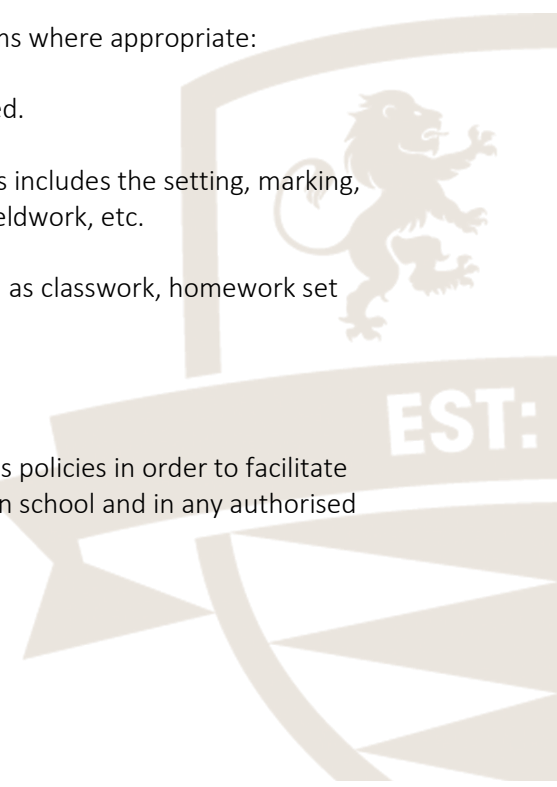 ns where appropriate:
ed.
s includes the setting, marking,
eldwork, etc.
as classwork, homework set
EST:
s policies in order to facilitate
n school and in any authorised